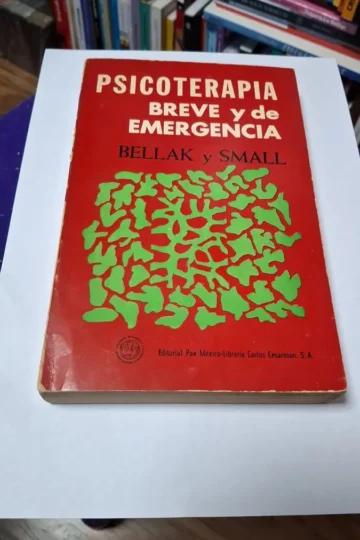 PSICOTERAPIA
BREVE y de
EMERGENCIA
BELLAK y SMALL
Editorial Pax México-Librería Carlos Cesarman, S.A.